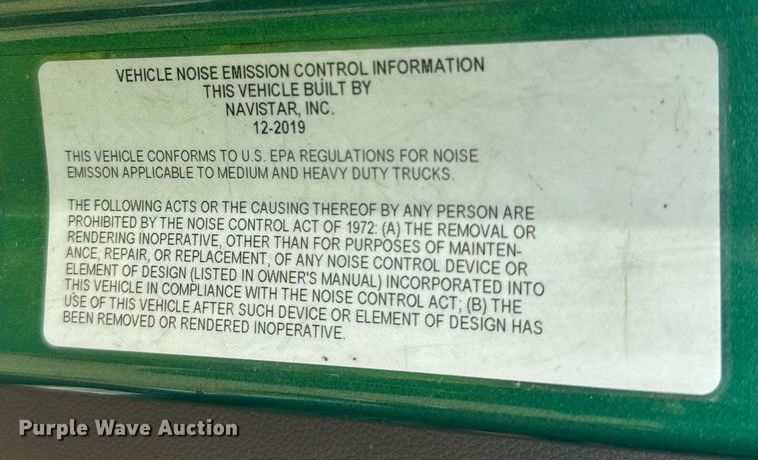 VEHICLE NOISE EMISSION CONTROL INFORMATION
THIS VEHICLE BUILT BY
NAVISTAR, INC.
12-2019
THIS VEHICLE CONFORMS TO U.S. EPA REGULATIONS FOR NOISE
EMISSON APPLICABLE TO MEDIUM AND HEAVY DUTY TRUCKS.
THE FOLLOWING ACTS OR THE CAUSING THEREOF BY ANY PERSON ARE
PROHIBITED BY THE NOISE CONTROL ACT OF 1972: (A) THE REMOVAL OR
RENDERING INOPERATIVE, OTHER THAN FOR PURPOSES OF MAINTEN-
ANCE, REPAIR, OR REPLACEMENT, OF ANY NOISE CONTROL DEVICE OR
ELEMENT OF DESIGN (LISTED IN OWNER'S MANUAL) INCORPORATED INTO
THIS VEHICLE IN COMPLIANCE WITH THE NOISE CONTROL ACT; (B) THE
USE OF THIS VEHICLE AFTER SUCH DEVICE OR ELEMENT OF DESIGN HAS
BEEN REMOVED OR RENDERED INOPERATIVE.
Purple Wave Auction